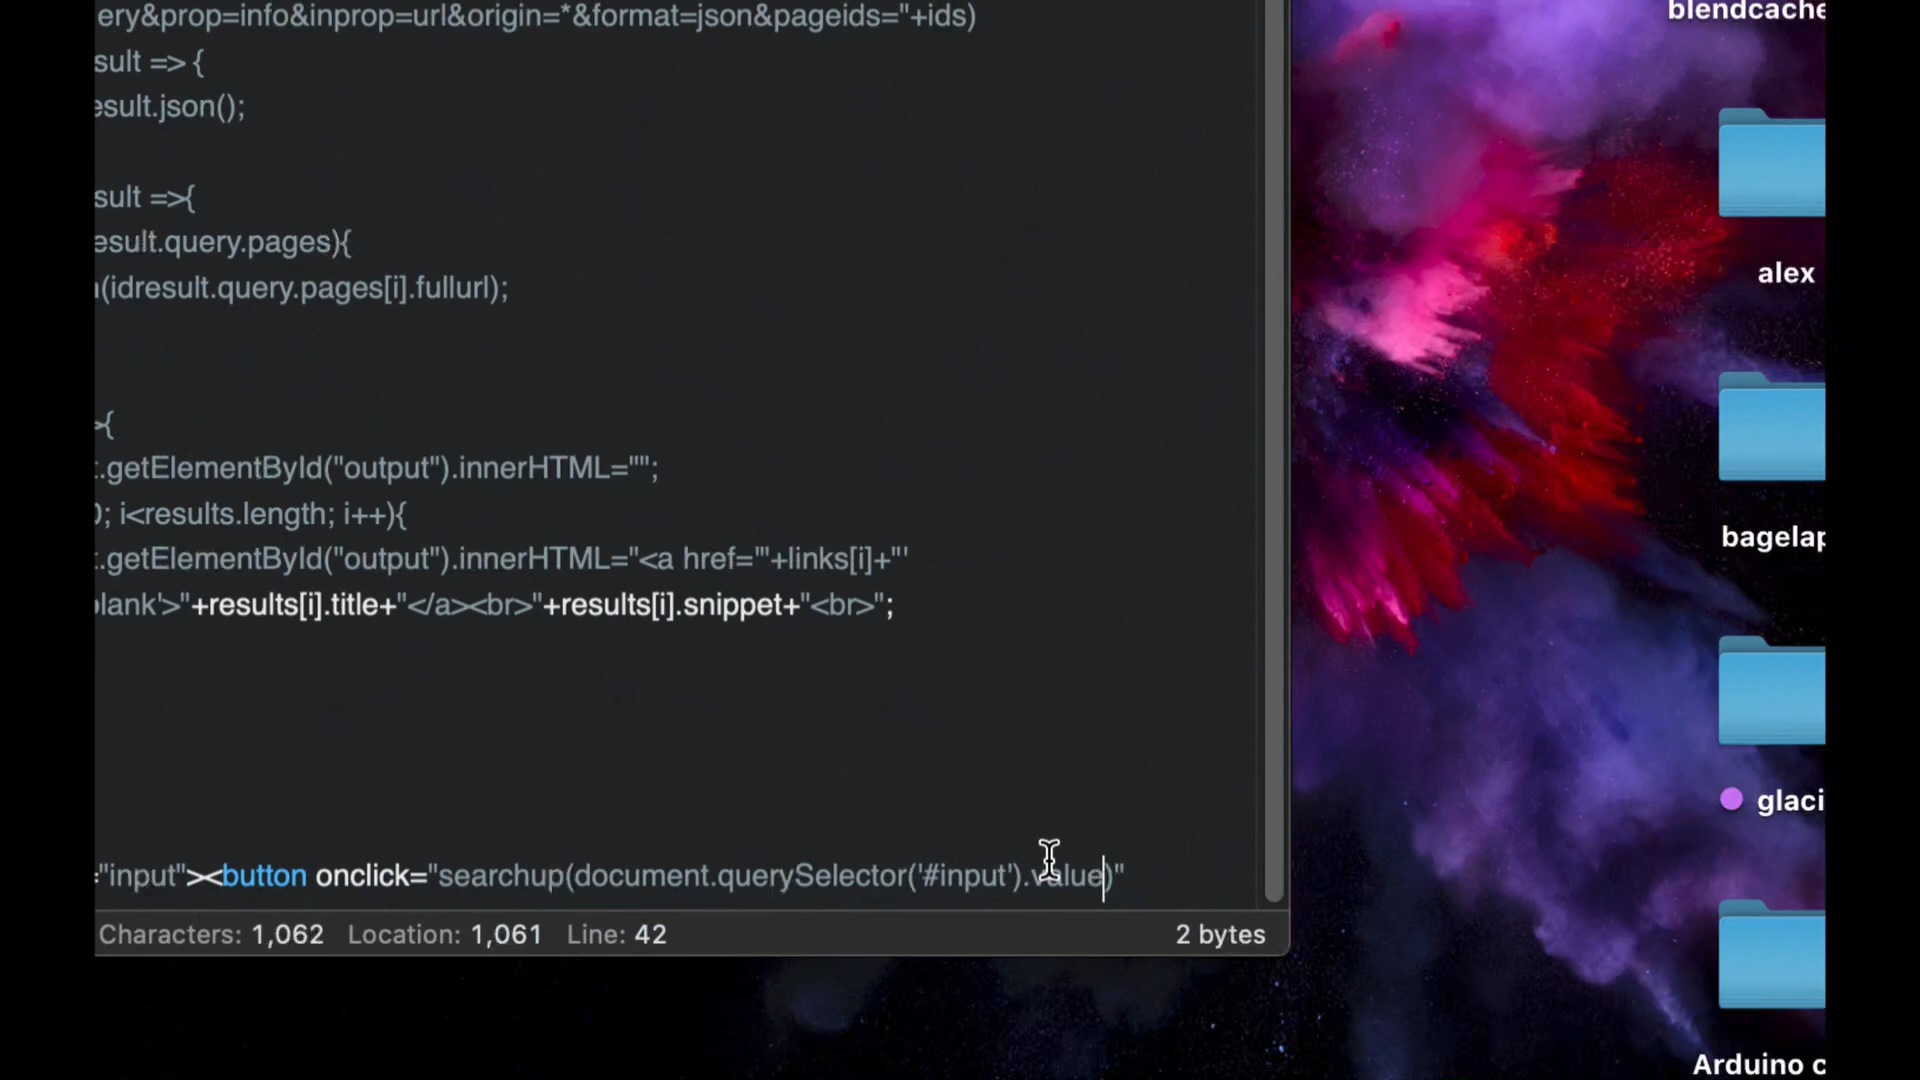 ery&prop=info&inprop=url&origin=*&format=json&pageids="+ids)
sult => {
esult.json();
sult =>{
esult.query.pages){
(idresult.query.pages[i].fullurl);
>{
.getElementById("output").innerHTML="";
; i<results.length; i++){
.getElementById("output").innerHTML="<a href='"+links[i]+"'
blank'>"+results[i].title+"</a><br>"+results[i].snippet+"<br>";
="input"><button onclick="searchup(document.querySelector('#input').value)"
Characters: 1,062 Location: 1,061 Line: 42 2 bytes
blendcache
alex
bagelap
glaci
Arduino c